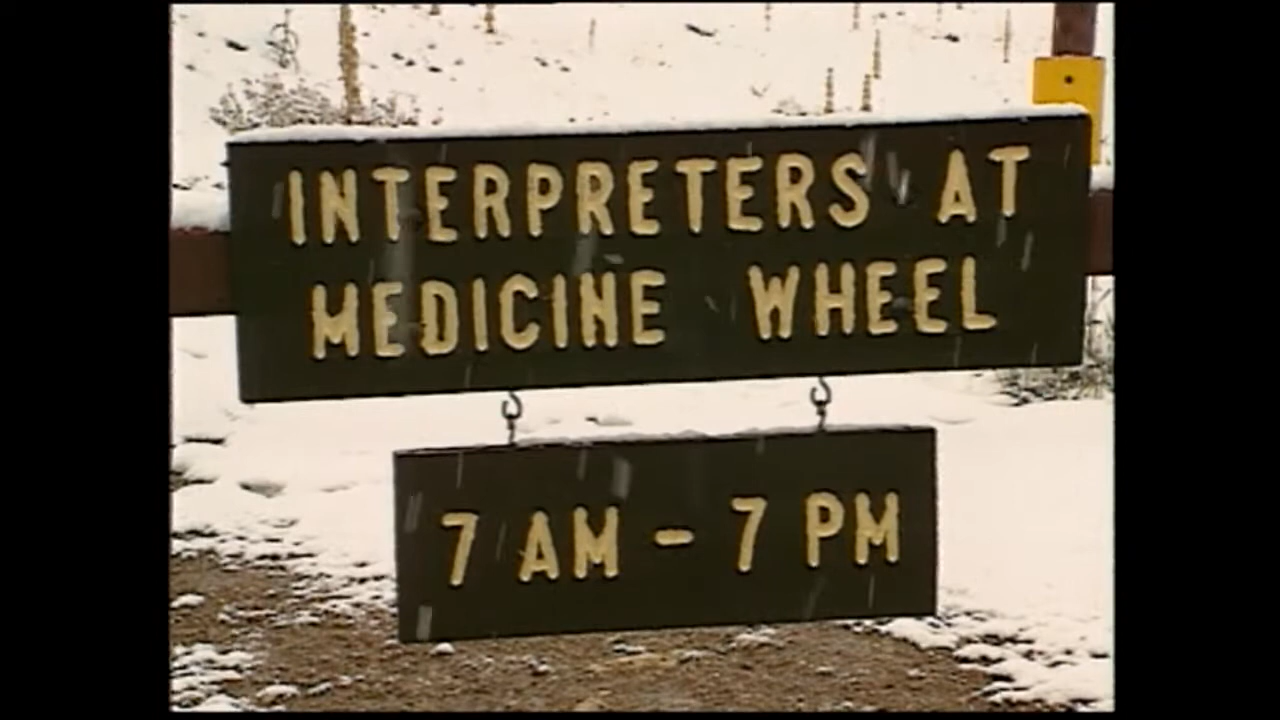 INTERPRETERS AT
MEDICINE WHEEL
7 AM - 7 PM